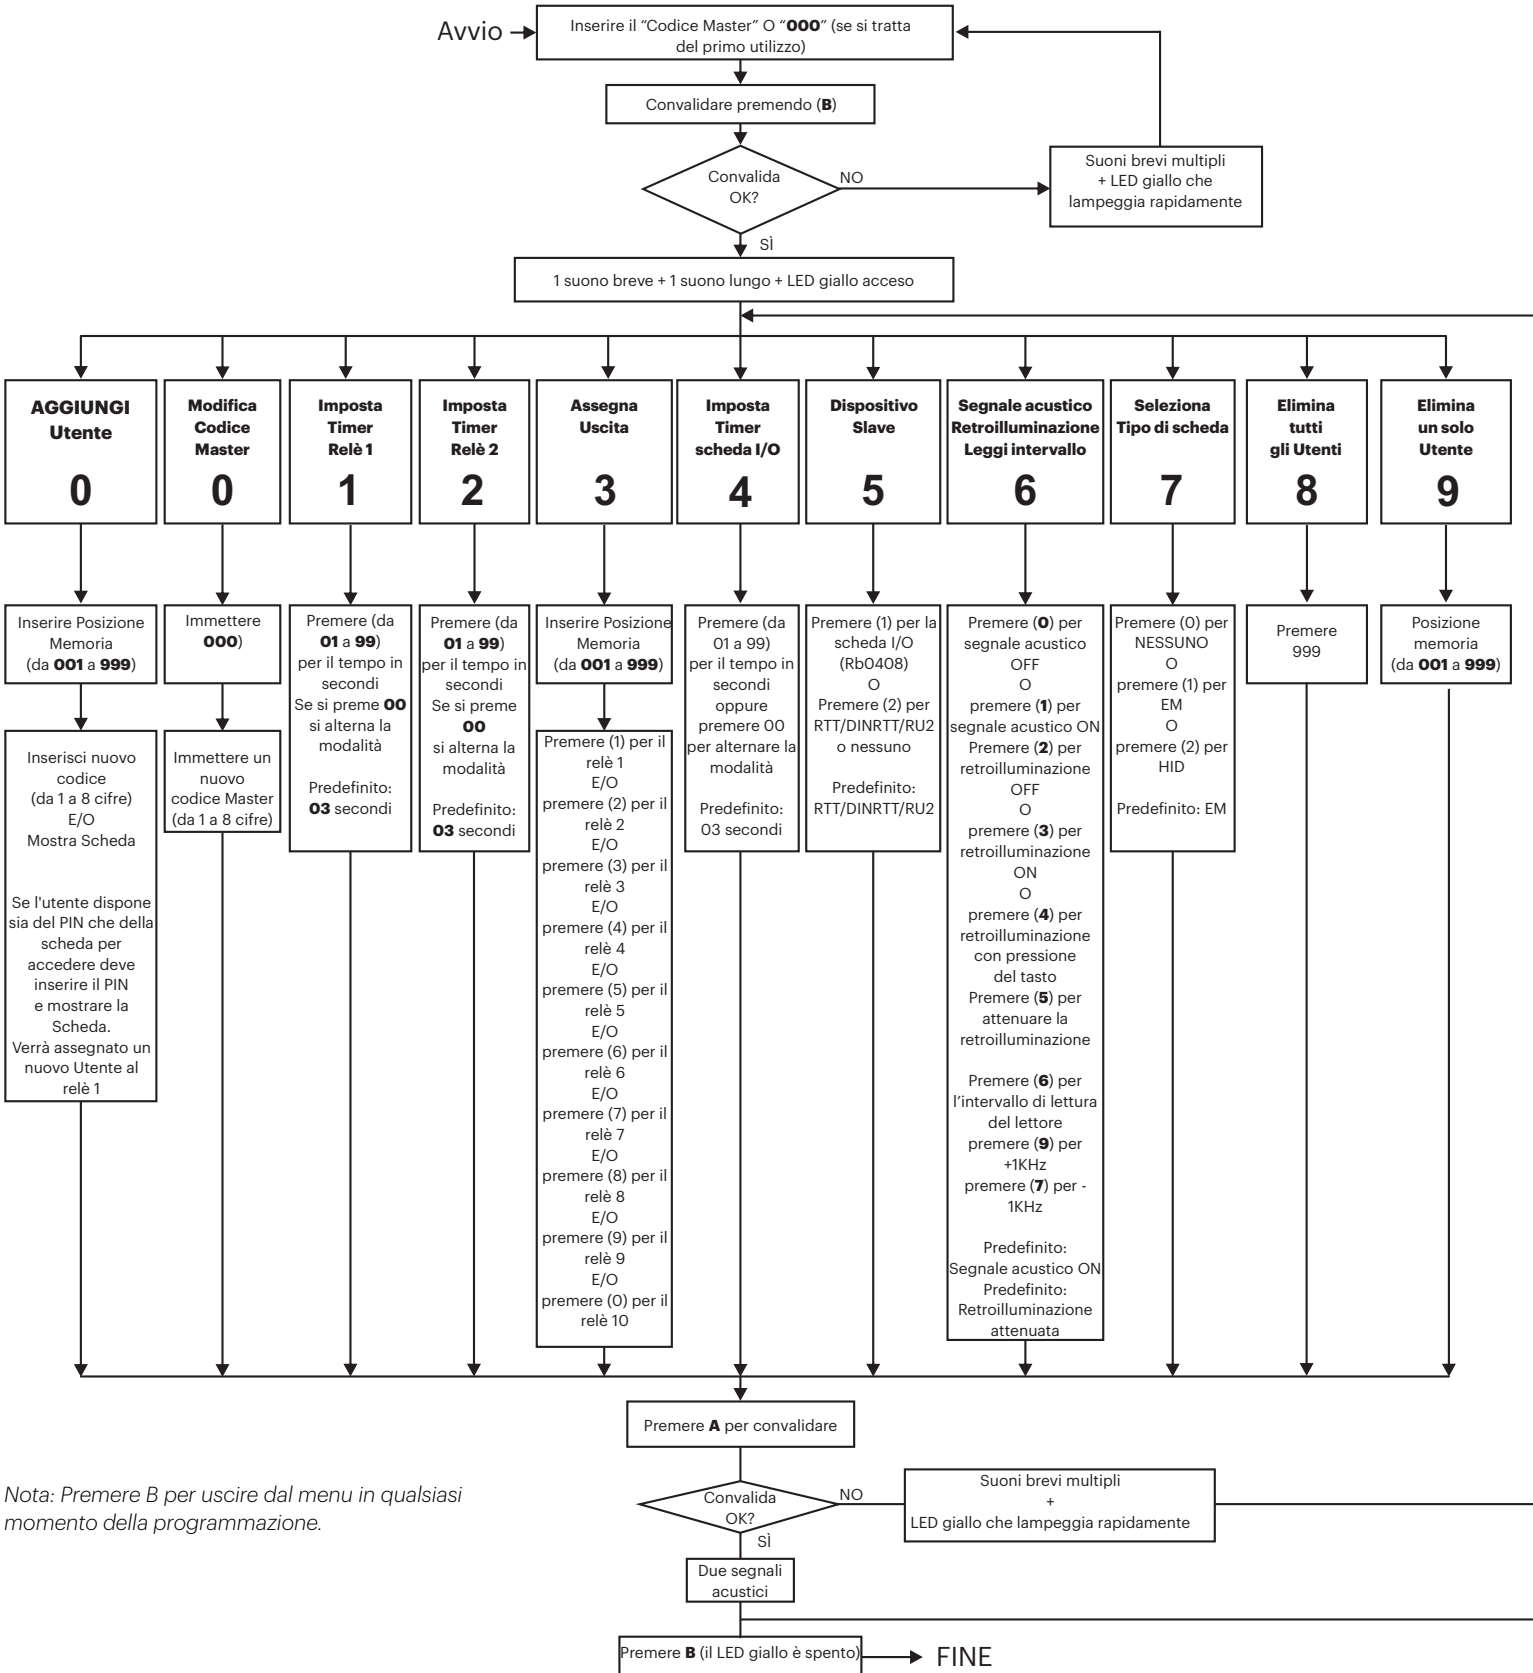 Avvio
Inserire il “Codice Master” O “000” (se si tratta
del primo utilizzo)
Convalidare premendo (B)
Convalida
OK?
NO
Suoni brevi multipli
+ LED giallo che
lampeggia rapidamente
SÌ
1 suono breve + 1 suono lungo + LED giallo acceso
AGGIUNGI
Utente
0
Modifica
Codice
Master
0
Imposta
Timer
Relè 1
1
Imposta
Timer
Relè 2
2
Assegna
Uscita
3
Imposta
Timer
scheda I/O
4
Dispositivo
Slave
5
Segnale acustico
Retroilluminazione
Leggi intervallo
6
Seleziona
Tipo di scheda
7
Elimina
tutti
gli Utenti
8
Elimina
un solo
Utente
9
Inserire Posizione
Memoria
(da 001 a 999)
Inserisci nuovo
codice
(da 1 a 8 cifre)
E/O
Mostra Scheda
Se l'utente dispone
sia del PIN che della
scheda per
accedere deve
inserire il PIN
e mostrare la
Scheda.
Verrà assegnato un
nuovo Utente al
relè 1
Immettere
000)
Immettere un
nuovo
codice Master
(da 1 a 8 cifre)
Premere (da
01 a 99)
per il tempo in
secondi
Se si preme 00
si alterna la
modalità
Predefinito:
03 secondi
Premere (da
01 a 99)
per il tempo in
secondi
Se si preme
00
si alterna la
modalità
Predefinito:
03 secondi
Inserire Posizione
Memoria
(da 001 a 999)
Premere (1) per il
relè 1
E/O
premere (2) per il
relè 2
E/O
premere (3) per il
relè 3
E/O
premere (4) per il
relè 4
E/O
premere (5) per il
relè 5
E/O
premere (6) per il
relè 6
E/O
premere (7) per il
relè 7
E/O
premere (8) per il
relè 8
E/O
premere (9) per il
relè 9
E/O
premere (0) per il
relè 10
Premere (da
01 a 99)
per il tempo in
secondi
oppure
premere 00
per alternare la
modalità
Predefinito:
03 secondi
Premere (1) per la
scheda I/O
(Rb0408)
O
Premere (2) per
RTT/DINRTT/RU2
o nessuno
Predefinito:
RTT/DINRTT/RU2
Premere (0) per
segnale acustico
OFF
O
premere (1) per
segnale acustico ON
Premere (2) per
retroilluminazione
OFF
O
premere (3) per
retroilluminazione
ON
O
premere (4) per
retroilluminazione
con pressione
del tasto
Premere (5) per
attenuare la
retroilluminazione
Premere (6) per
l’intervallo di lettura
del lettore
premere (9) per
+1KHz
premere (7) per -
1KHz
Predefinito:
Segnale acustico ON
Predefinito:
Retroilluminazione
attenuata
Premere (0) per
NESSUNO
O
premere (1) per
EM
O
premere (2) per
HID
Predefinito: EM
Premere
999
Posizione
memoria
(da 001 a 999)
Premere A per convalidare
Convalida
OK?
NO
Suoni brevi multipli
+
LED giallo che lampeggia rapidamente
SÌ
Due segnali
acustici
Premere B (il LED giallo è spento)
FINE
Nota: Premere B per uscire dal menu in qualsiasi
momento della programmazione.